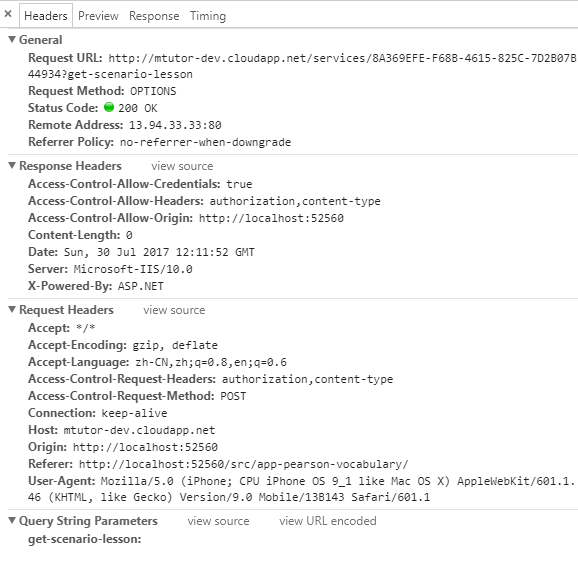 × Headers Preview Response Timing
▼ General
Request URL: http://mtutor-dev.cloudapp.net/services/8A369EFE-F68B-4615-825C-7D2B07B
44934?get-scenario-lesson
Request Method: OPTIONS
Status Code: 200 OK
Remote Address: 13.94.33.33:80
Referrer Policy: no-referrer-when-downgrade
▼ Response Headers view source
Access-Control-Allow-Credentials: true
Access-Control-Allow-Headers: authorization,content-type
Access-Control-Allow-Origin: http://localhost:52560
Content-Length: 0
Date: Sun, 30 Jul 2017 12:11:52 GMT
Server: Microsoft-IIS/10.0
X-Powered-By: ASP.NET
▼ Request Headers view source
Accept: */*
Accept-Encoding: gzip, deflate
Accept-Language: zh-CN,zh;q=0.8,en;q=0.6
Access-Control-Request-Headers: authorization,content-type
Access-Control-Request-Method: POST
Connection: keep-alive
Host: mtutor-dev.cloudapp.net
Origin: http://localhost:52560
Referer: http://localhost:52560/src/app-pearson-vocabulary/
User-Agent: Mozilla/5.0 (iPhone; CPU iPhone OS 9_1 like Mac OS X) AppleWebKit/601.1.
46 (KHTML, like Gecko) Version/9.0 Mobile/13B143 Safari/601.1
▼ Query String Parameters view source view URL encoded
get-scenario-lesson: